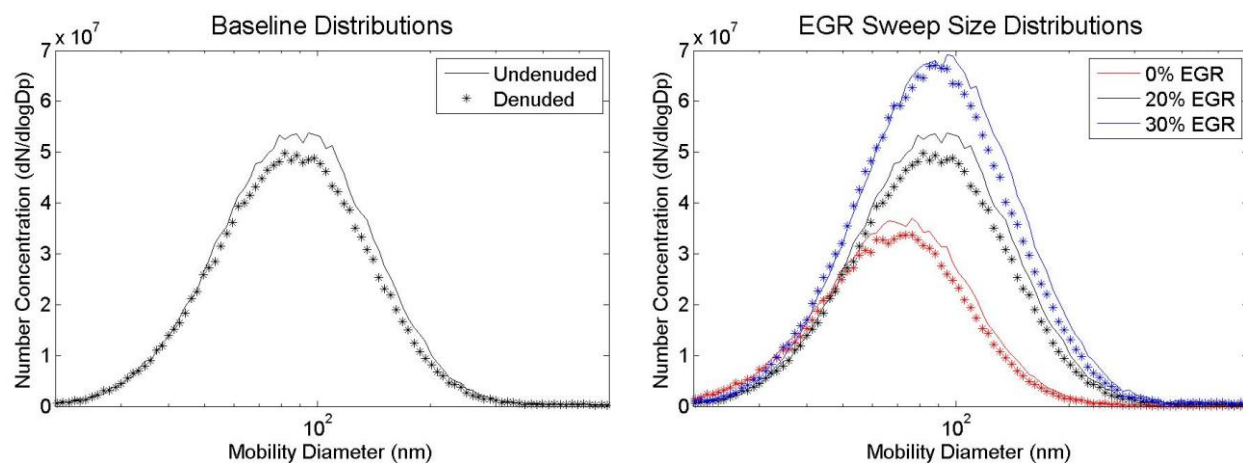 Baseline Distributions
x 10^7
7
6
5
4
3
2
1
0
Number Concentration (dN/dlogDp)
Undenuded
Denuded
10^2
Mobility Diameter (nm)
EGR Sweep Size Distributions
x 10^7
7
6
5
4
3
2
1
0
Number Concentration (dN/dlogDp)
0% EGR
20% EGR
30% EGR
10^2
Mobility Diameter (nm)